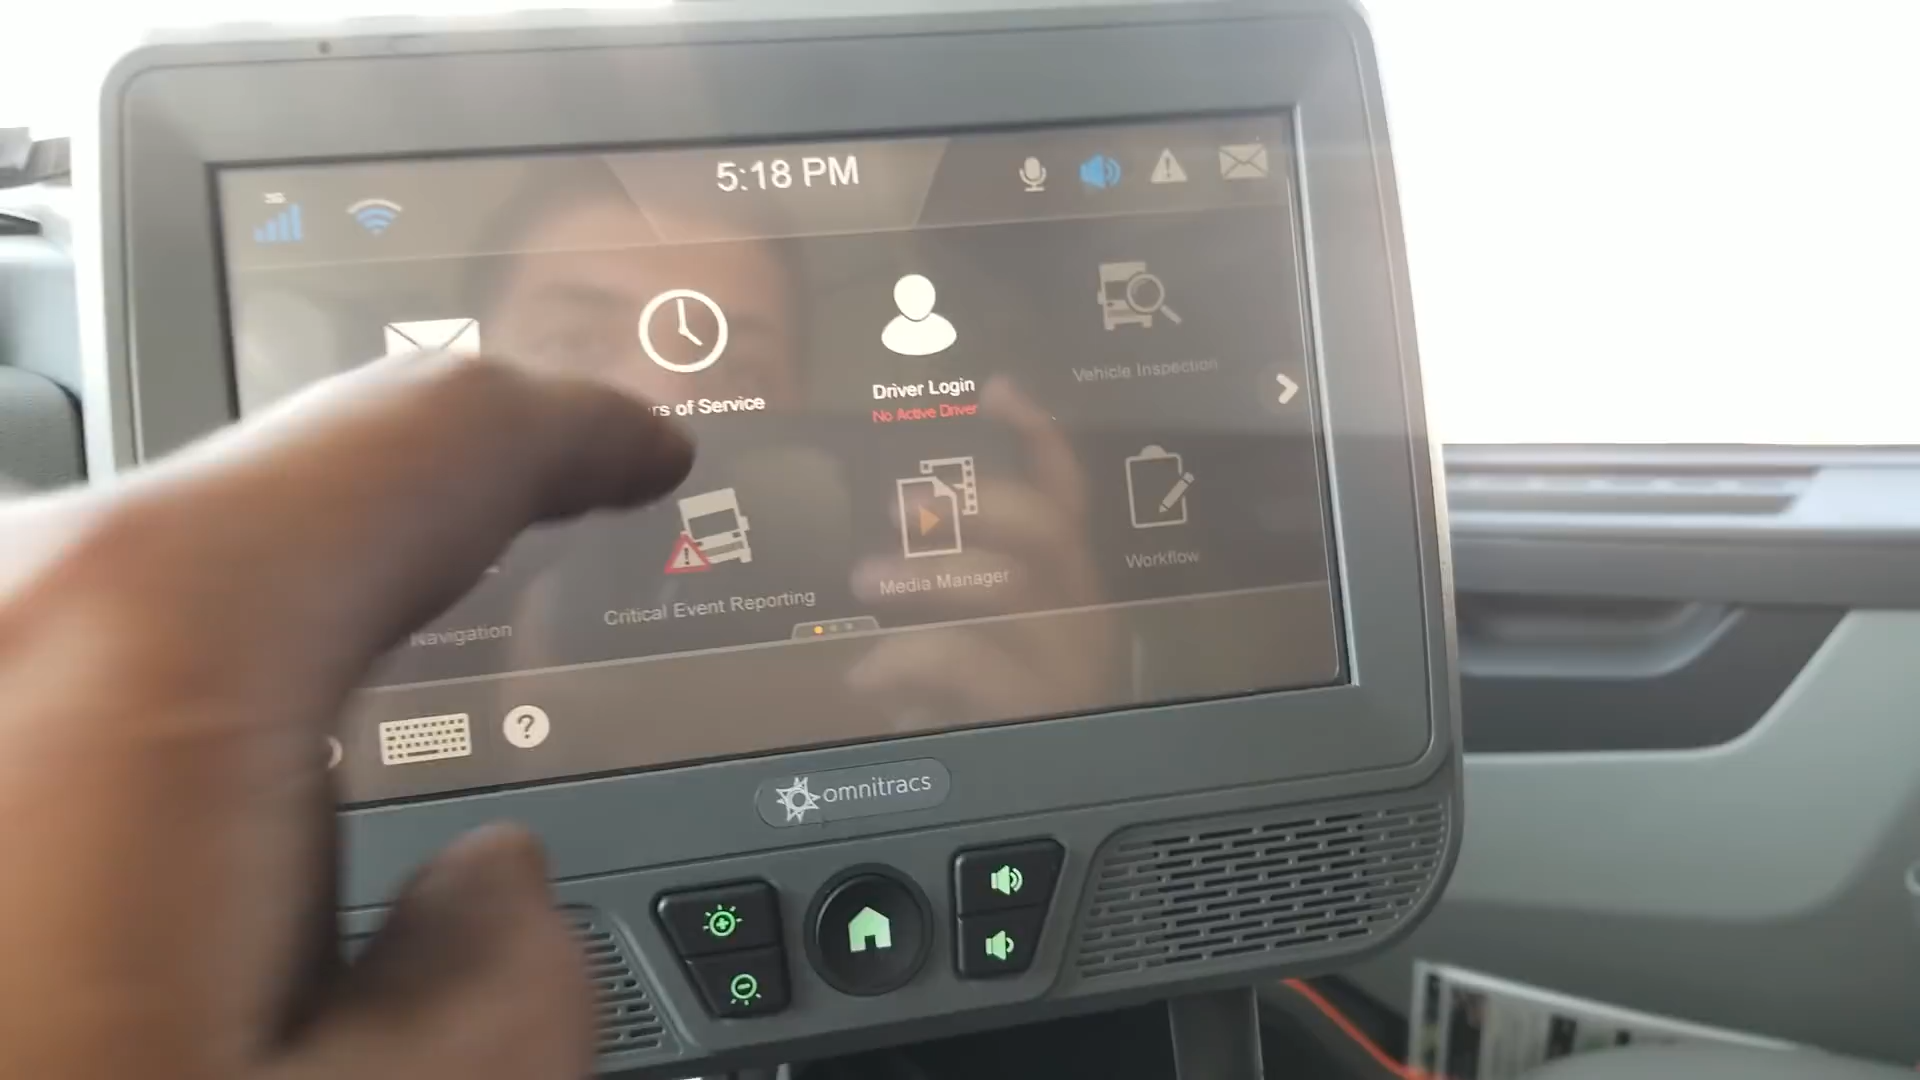 3G
5:18 PM
rs of Service
Driver Login
No Active Driver
Vehicle Inspection
Navigation
Critical Event Reporting
Media Manager
Workflow
?
omnitracs